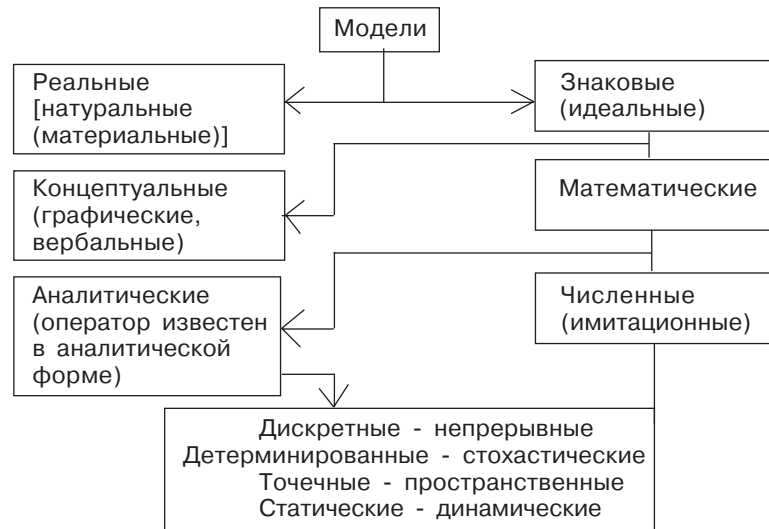 Модели
Реальные
[натуральные
(материальные)]
Знаковые
(идеальные)
Концептуальные
(графические,
вербальные)
Математические
Аналитические
(оператор известен
в аналитической
форме)
Численные
(имитационные)
Дискретные - непрерывные
Детерминированные - стохастические
Точечные - пространственные
Статические - динамические